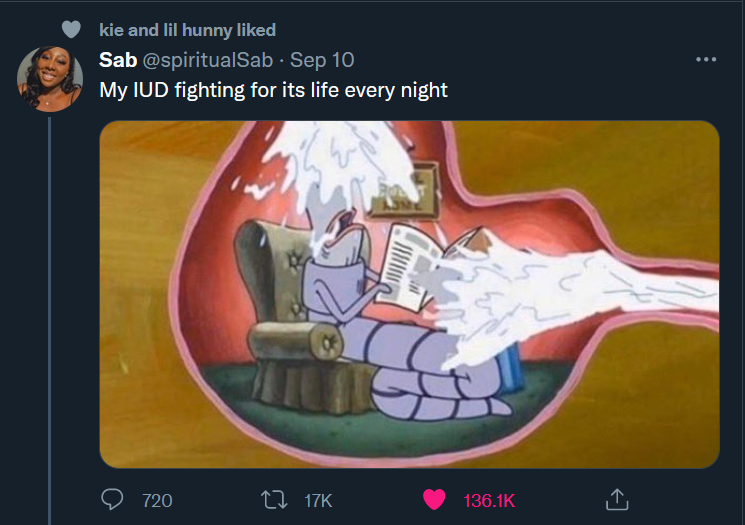 kie and lil hunny liked
Sab @spiritualSab · Sep 10
My IUD fighting for its life every night
720
17K
136.1K